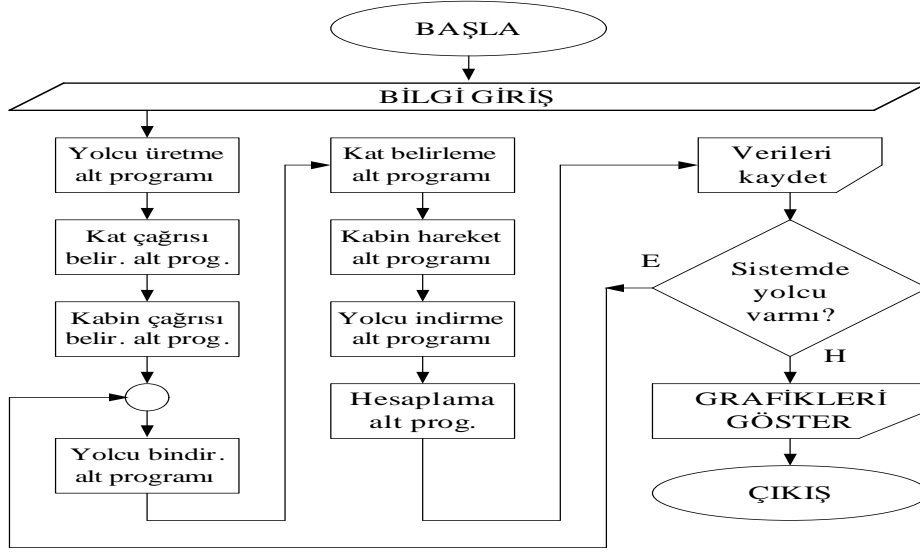 BAŞLA
BİLGİ GİRİŞ
Yolcu üretme
alt programı
Kat çağrısı
belir. alt prog.
Kabin çağrısı
belir. alt prog.
Yolcu bindir.
alt programı
Kat belirleme
alt programı
Kabin hareket
alt programı
Yolcu indirme
alt programı
Hesaplama
alt prog.
Verileri
kaydet
E
Sistemde
yolcu
varmı?
H
GRAFİKLERİ
GÖSTER
ÇIKIŞ